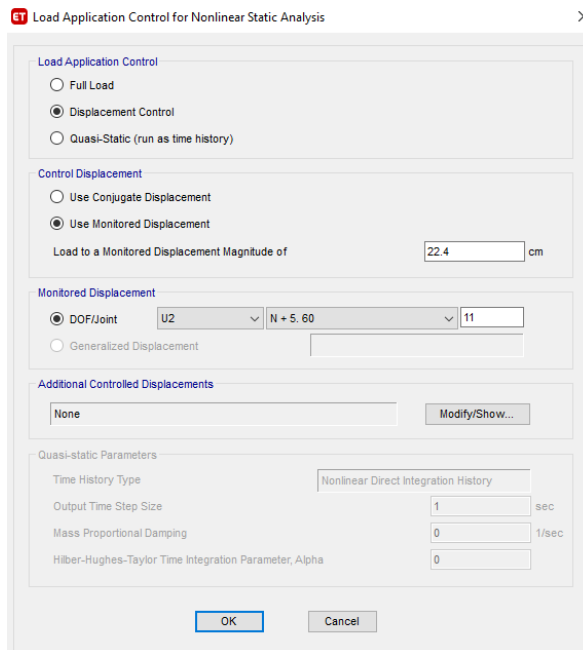 ET Load Application Control for Nonlinear Static Analysis
Load Application Control
Full Load
Displacement Control
Quasi-Static (run as time history)
Control Displacement
Use Conjugate Displacement
Use Monitored Displacement
Load to a Monitored Displacement Magnitude of 22.4 cm
Monitored Displacement
DOF/Joint U2 N + 5. 60 11
Generalized Displacement
Additional Controlled Displacements
None Modify/Show...
Quasi-static Parameters
Time History Type Nonlinear Direct Integration History
Output Time Step Size 1 sec
Mass Proportional Damping 0 1/sec
Hilber-Hughes-Taylor Time Integration Parameter, Alpha 0
OK Cancel